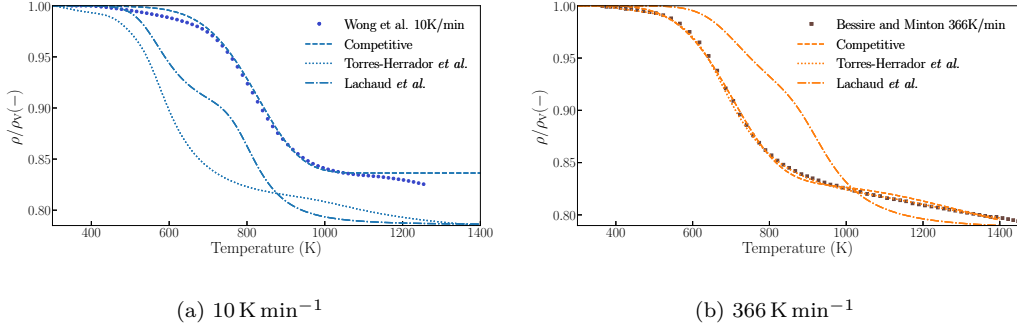 1.00
0.95
0.90
0.85
0.80
ρ/ρv(−)
Wong et al. 10K/min
Competitive
Torres-Herrador et al.
Lachaud et al.
400
600
800
1000
1200
1400
Temperature (K)
(a) 10 K min⁻¹
1.00
0.95
0.90
0.85
0.80
ρ/ρv(−)
Bessire and Minton 366K/min
Competitive
Torres-Herrador et al.
Lachaud et al.
400
600
800
1000
1200
1400
Temperature (K)
(b) 366 K min⁻¹